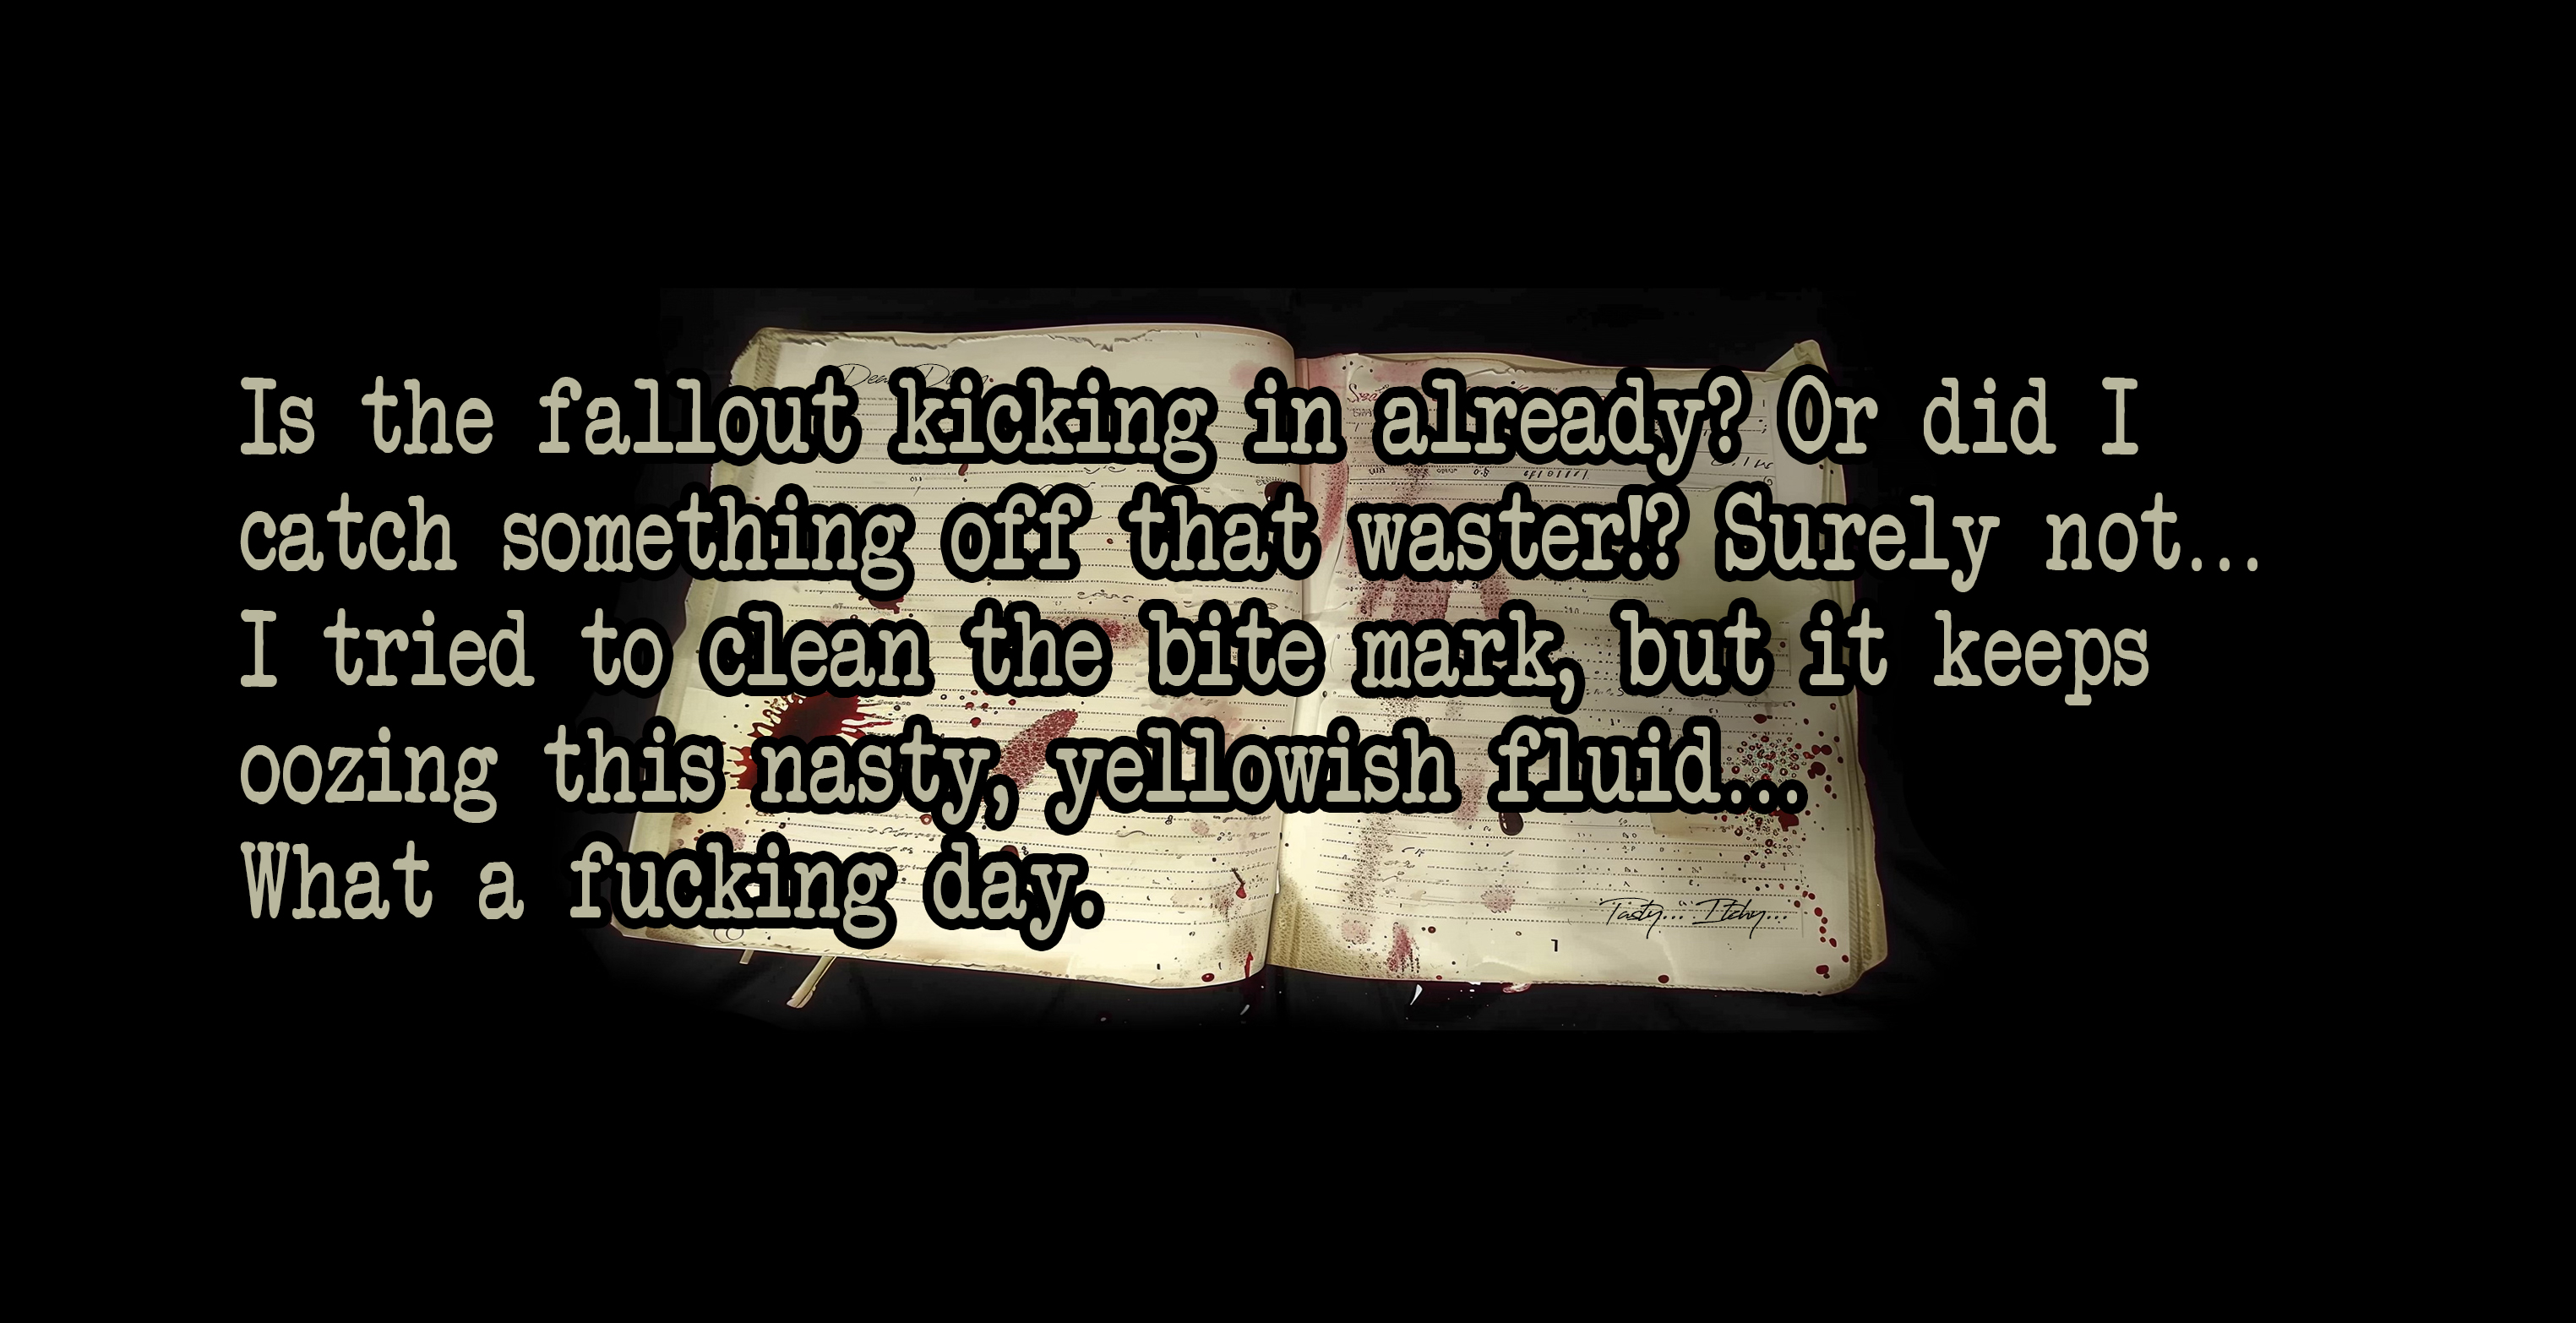 Is the fallout kicking in already? Or did I
catch something off that waster!? Surely not...
I tried to clean the bite mark, but it keeps
oozing this nasty, yellowish fluid...
What a fucking day.
Tasty... Itchy...